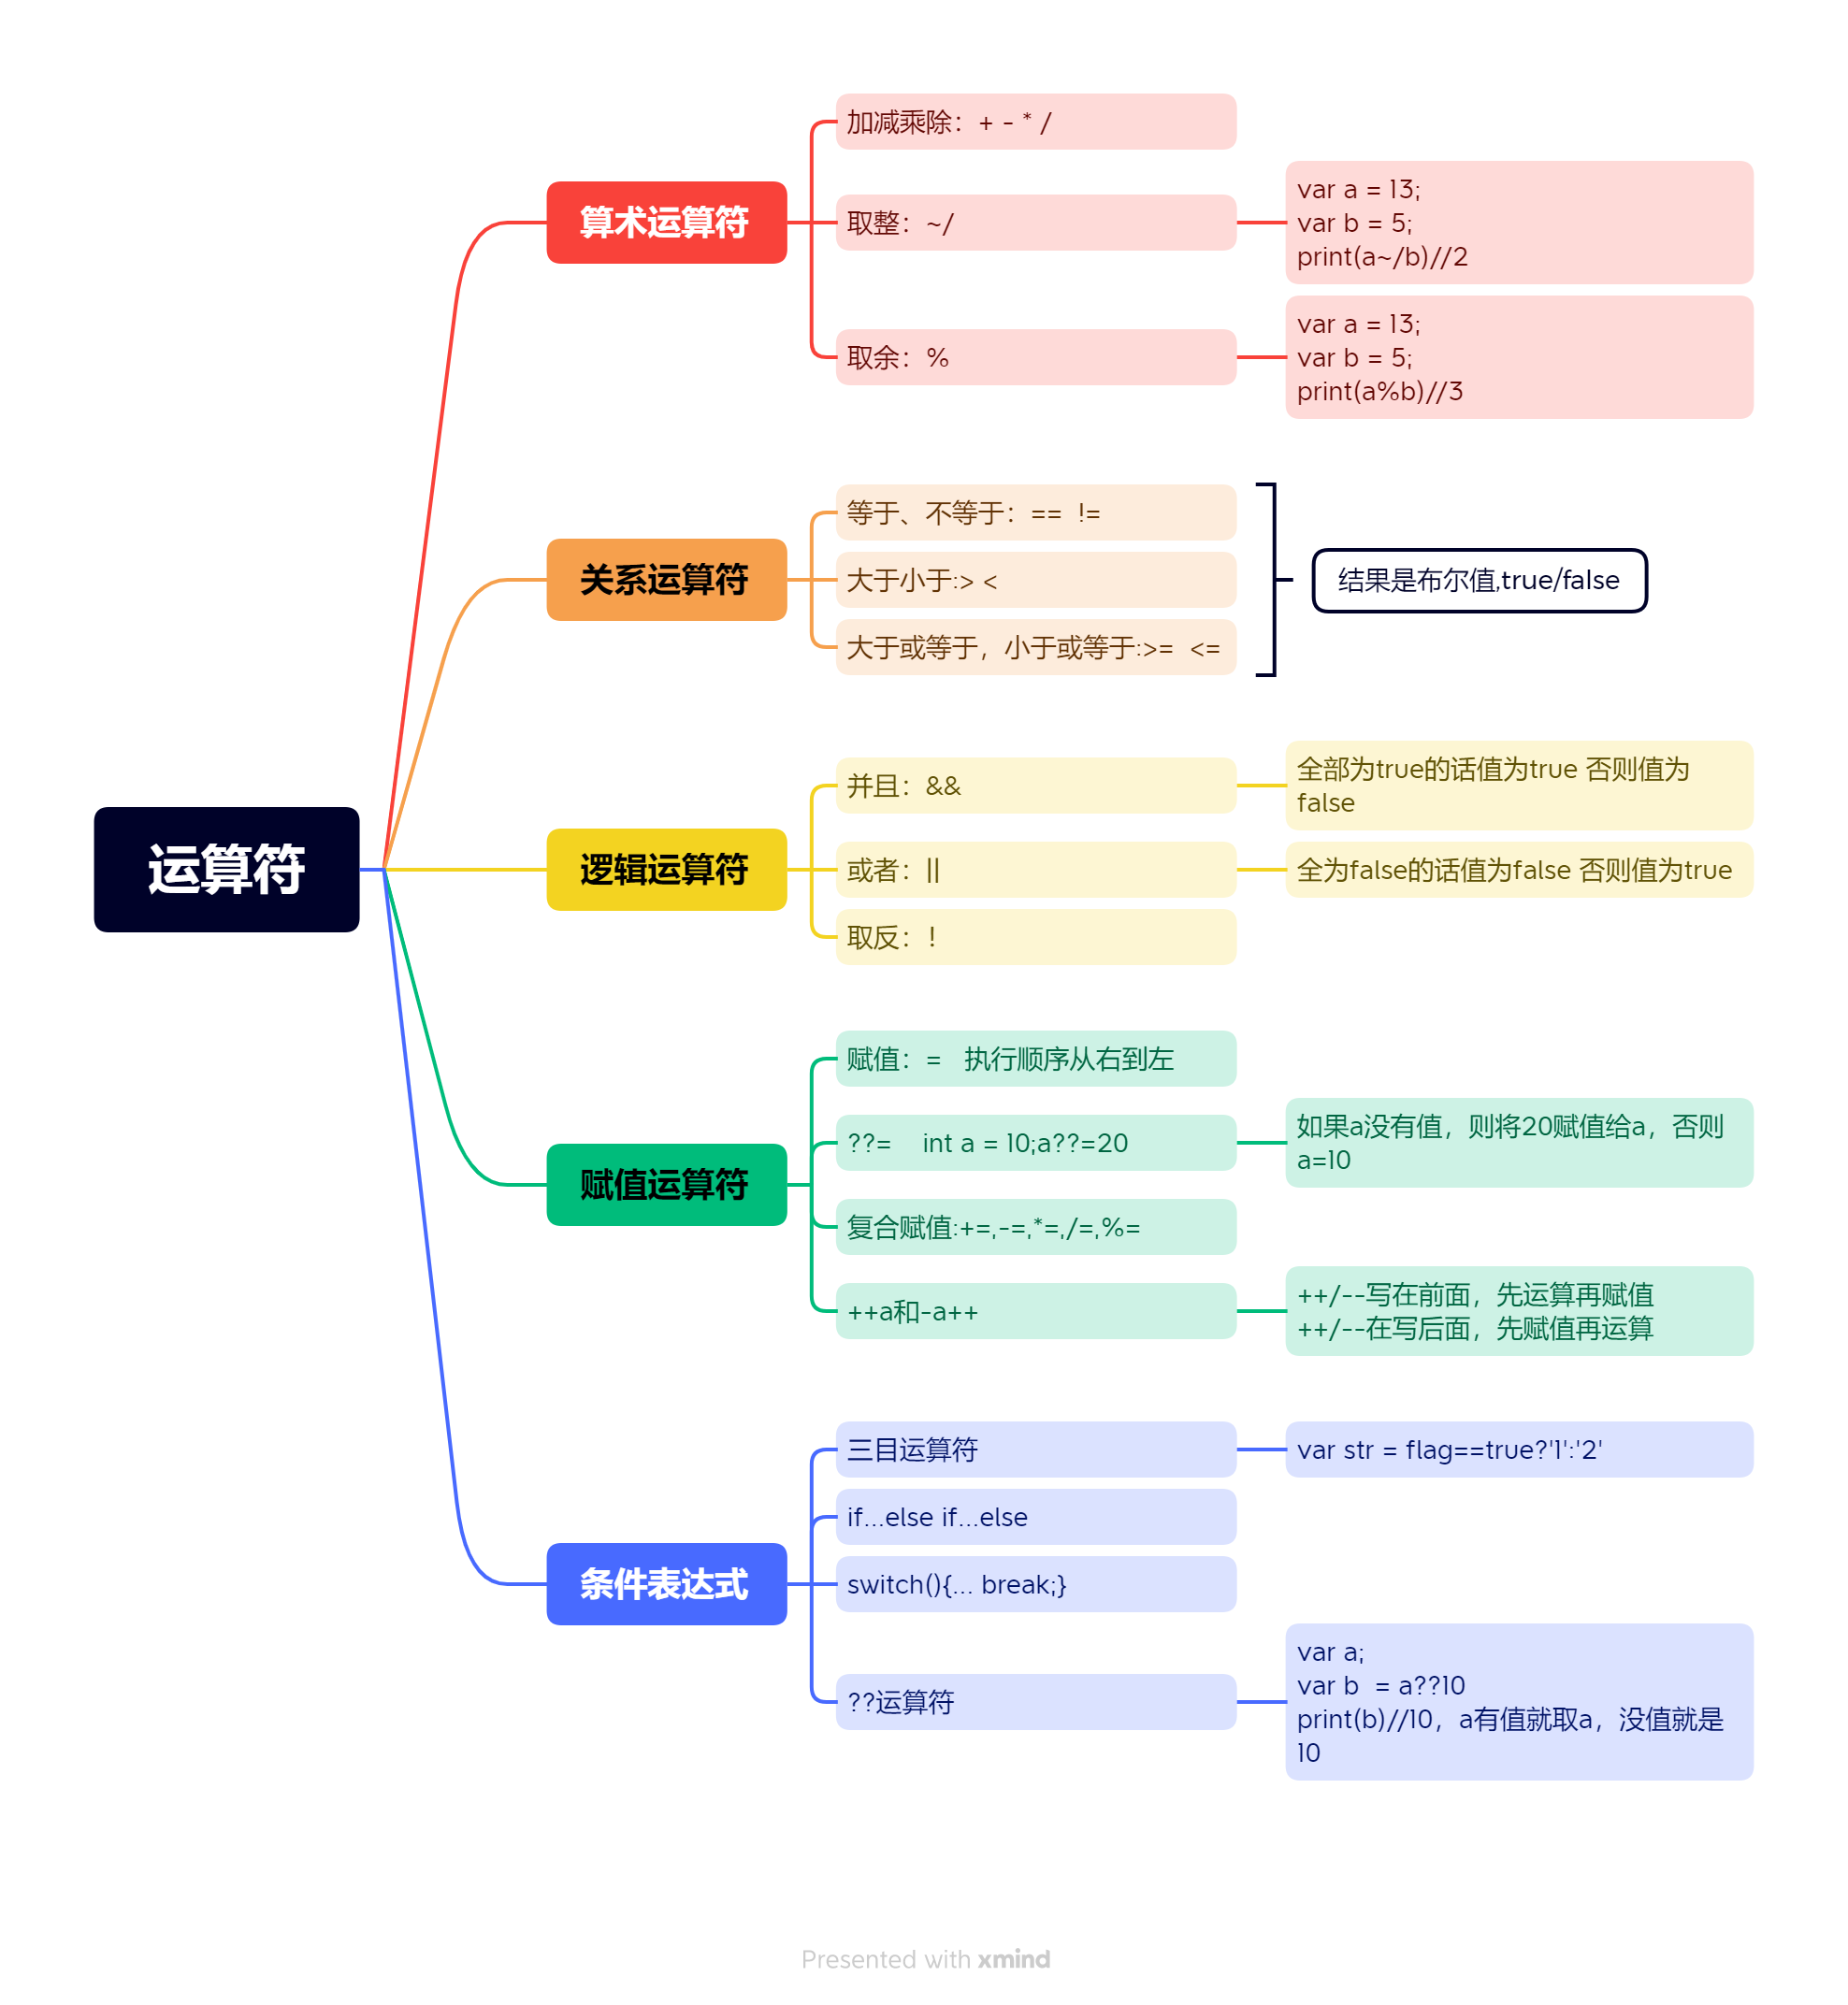 运算符
算术运算符
加减乘除：+ - * /
取整：~/
var a = 13;
var b = 5;
print(a~/b)//2
取余：%
var a = 13;
var b = 5;
print(a%b)//3
关系运算符
等于、不等于：==  !=
大于小于:> <
大于或等于，小于或等于:>=  <=
结果是布尔值,true/false
逻辑运算符
并且：&&
全部为true的话值为true 否则值为
false
或者：||
全为false的话值为false 否则值为true
取反：!
赋值运算符
赋值：=   执行顺序从右到左
??=    int a = 10;a??=20
如果a没有值，则将20赋值给a，否则
a=10
复合赋值:+=,-=,*=,/=,%=
++a和-a++
++/--写在前面，先运算再赋值
++/--在写后面，先赋值再运算
条件表达式
三目运算符
var str = flag==true?'1':'2'
if...else if...else
switch(){... break;}
??运算符
var a;
var b  = a??10
print(b)//10，a有值就取a，没值就是
10
Presented with xmind